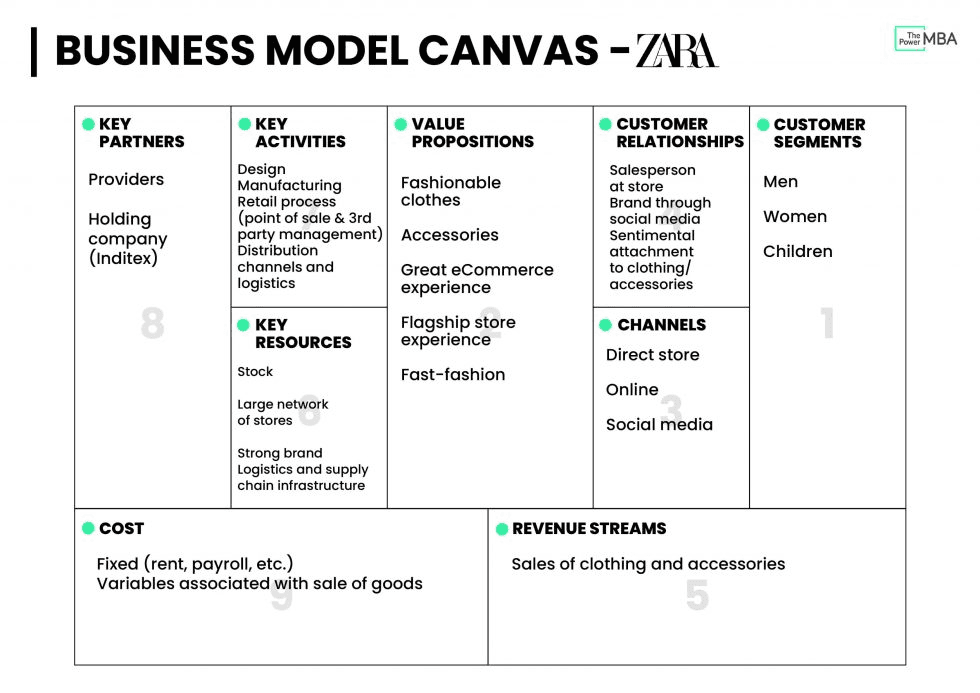 BUSINESS MODEL CANVAS - ZARA
The Power MBA
KEY
PARTNERS
Providers
Holding
company
(Inditex)
8
KEY
ACTIVITIES
Design
Manufacturing
Retail process
(point of sale & 3rd
party management)
Distribution
channels and
logistics
7
KEY
RESOURCES
Stock
Large network
of stores
Strong brand
Logistics and supply
chain infrastructure
6
VALUE
PROPOSITIONS
Fashionable
clothes
Accessories
Great eCommerce
experience
Flagship store
experience
Fast-fashion
2
CUSTOMER
RELATIONSHIPS
Salesperson
at store
Brand through
social media
Sentimental
attachment
to clothing/
accessories
4
CHANNELS
Direct store
Online
Social media
3
CUSTOMER
SEGMENTS
Men
Women
Children
1
COST
Fixed (rent, payroll, etc.)
Variables associated with sale of goods
9
REVENUE STREAMS
Sales of clothing and accessories
5